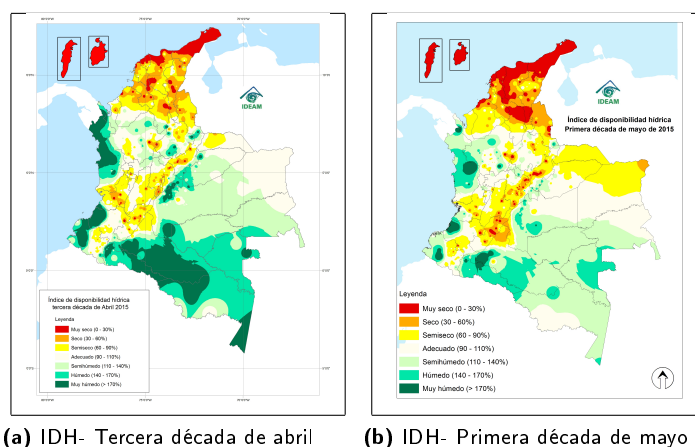 IDEAM
Índice de disponibilidad hídrica
tercera década de Abril 2015
Leyenda
Muy seco (0 - 30%)
Seco (30 - 60%)
Semiseco (60 - 90%)
Adecuado (90 - 110%)
Semihúmedo (110 - 140%)
Húmedo (140 - 170%)
Muy húmedo (> 170%)
(a) IDH- Tercera década de abril
IDEAM
Índice de disponibilidad hídrica
Primera década de mayo de 2015
Leyenda
Muy seco (0 - 30%)
Seco (30 - 60%)
Semiseco (60 - 90%)
Adecuado (90 - 110%)
Semihúmedo (110 - 140%)
Húmedo (140 - 170%)
Muy húmedo (> 170%)
(b) IDH- Primera década de mayo